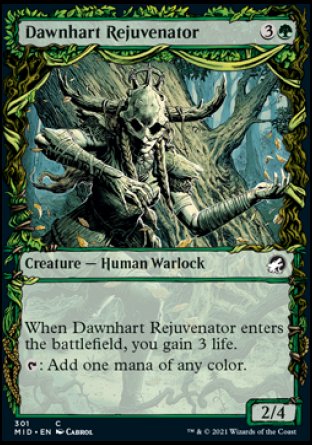 Dawnhart Rejuvenator 3
Creature — Human Warlock
When Dawnhart Rejuvenator enters
the battlefield, you gain 3 life.
: Add one mana of any color.
301 C
MID • EN CABROL
2/4
™ & © 2021 Wizards of the Coast